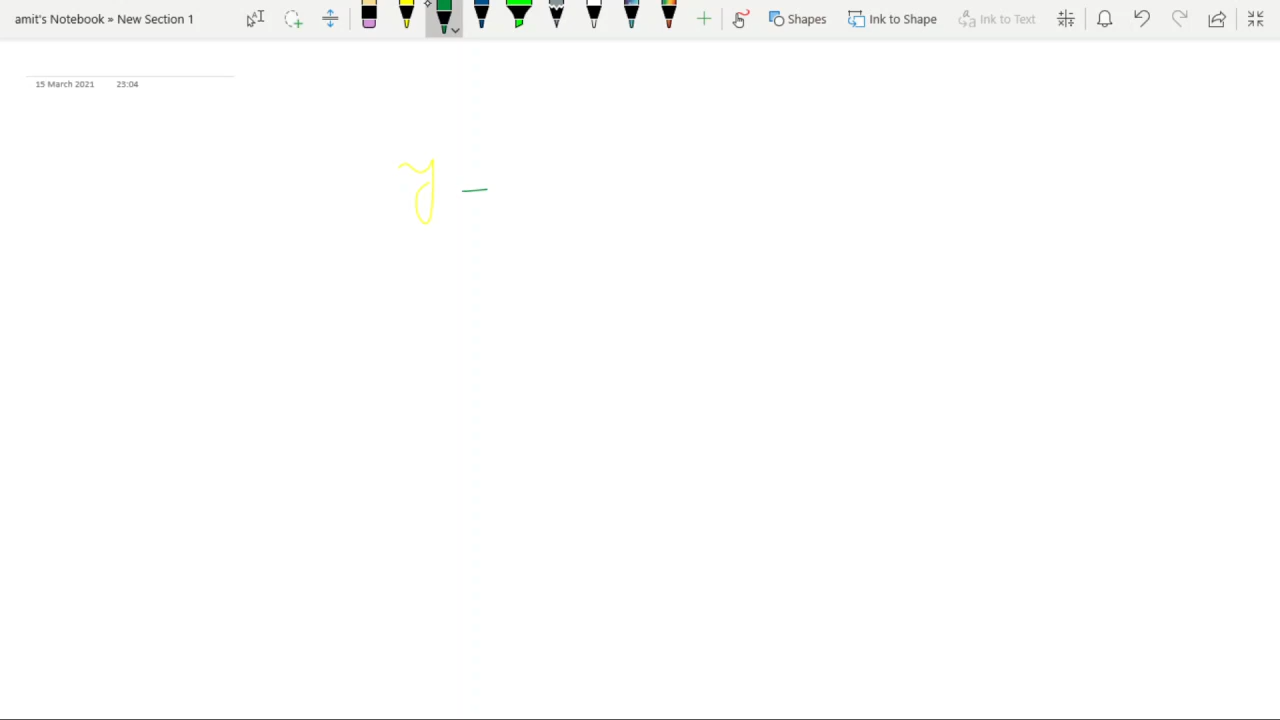 amit's Notebook » New Section 1
Shapes
Ink to Shape
Ink to Text
15 March 2021 23:04
y –